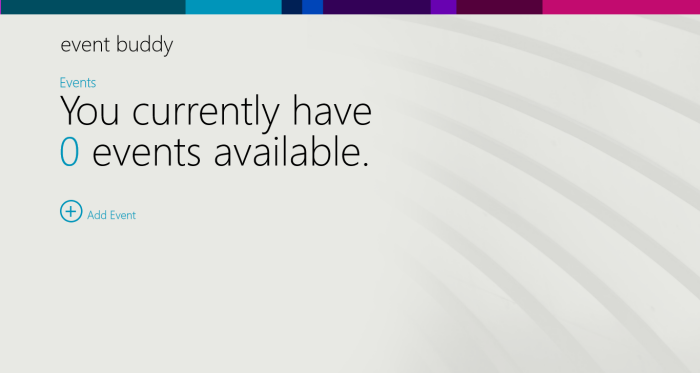 event buddy
Events
You currently have
0 events available.
Add Event